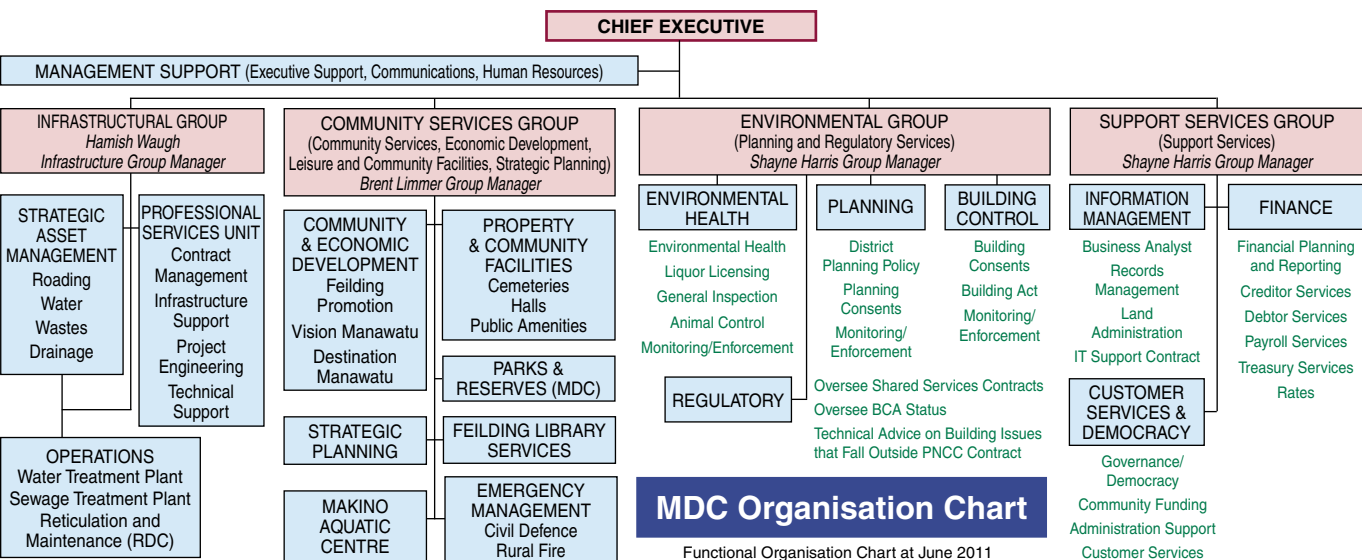 CHIEF EXECUTIVE
MANAGEMENT SUPPORT (Executive Support, Communications, Human Resources)
INFRASTRUCTURAL GROUP
Hamish Waugh
Infrastructure Group Manager
STRATEGIC
ASSET
MANAGEMENT
Roading
Water
Wastes
Drainage
PROFESSIONAL
SERVICES UNIT
Contract
Management
Infrastructure
Support
Project
Engineering
Technical
Support
OPERATIONS
Water Treatment Plant
Sewage Treatment Plant
Reticulation and
Maintenance (RDC)
COMMUNITY SERVICES GROUP
(Community Services, Economic Development,
Leisure and Community Facilities, Strategic Planning)
Brent Limmer Group Manager
COMMUNITY
& ECONOMIC
DEVELOPMENT
Feilding
Promotion
Vision Manawatu
Destination
Manawatu
PROPERTY
& COMMUNITY
FACILITIES
Cemeteries
Halls
Public Amenities
PARKS &
RESERVES (MDC)
STRATEGIC
PLANNING
FEILDING LIBRARY
SERVICES
MAKINO
AQUATIC
CENTRE
EMERGENCY
MANAGEMENT
Civil Defence
Rural Fire
ENVIRONMENTAL GROUP
(Planning and Regulatory Services)
Shayne Harris Group Manager
ENVIRONMENTAL
HEALTH
Environmental Health
Liquor Licensing
General Inspection
Animal Control
Monitoring/Enforcement
PLANNING
District
Planning Policy
Planning
Consents
Monitoring/
Enforcement
BUILDING
CONTROL
Building
Consents
Building Act
Monitoring/
Enforcement
REGULATORY
Oversee Shared Services Contracts
Oversee BCA Status
Technical Advice on Building Issues
that Fall Outside PNCC Contract
SUPPORT SERVICES GROUP
(Support Services)
Shayne Harris Group Manager
INFORMATION
MANAGEMENT
Business Analyst
Records
Management
Land
Administration
IT Support Contract
FINANCE
Financial Planning
and Reporting
Creditor Services
Debtor Services
Payroll Services
Treasury Services
Rates
CUSTOMER
SERVICES &
DEMOCRACY
Governance/
Democracy
Community Funding
Administration Support
Customer Services
MDC Organisation Chart
Functional Organisation Chart at June 2011